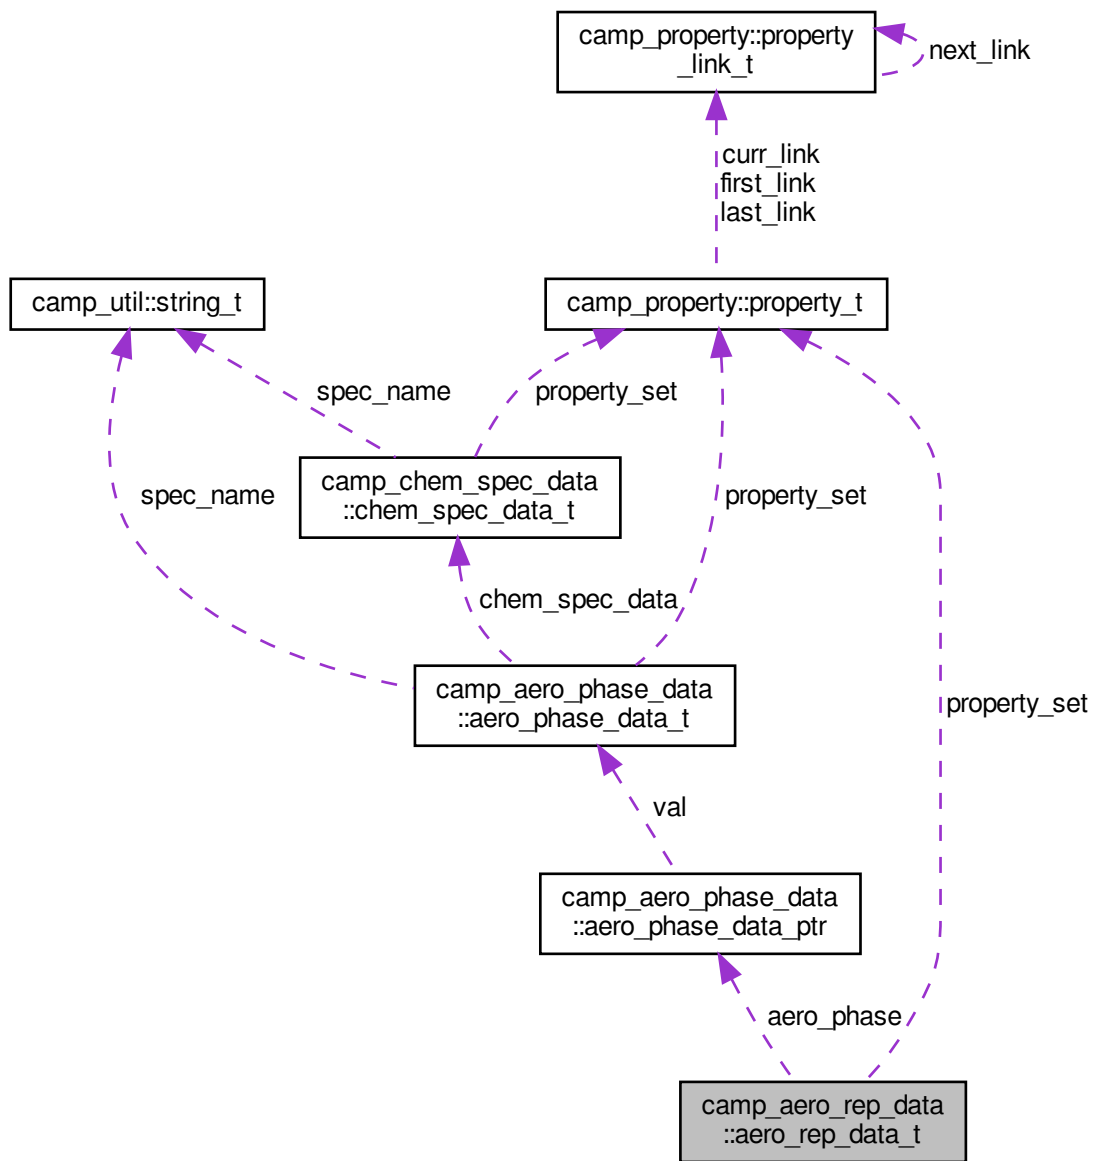 camp_property::property
_link_t
next_link
curr_link
first_link
last_link
camp_util::string_t
camp_property::property_t
spec_name
property_set
camp_chem_spec_data
::chem_spec_data_t
spec_name
property_set
chem_spec_data
camp_aero_phase_data
::aero_phase_data_t
property_set
val
camp_aero_phase_data
::aero_phase_data_ptr
aero_phase
camp_aero_rep_data
::aero_rep_data_t